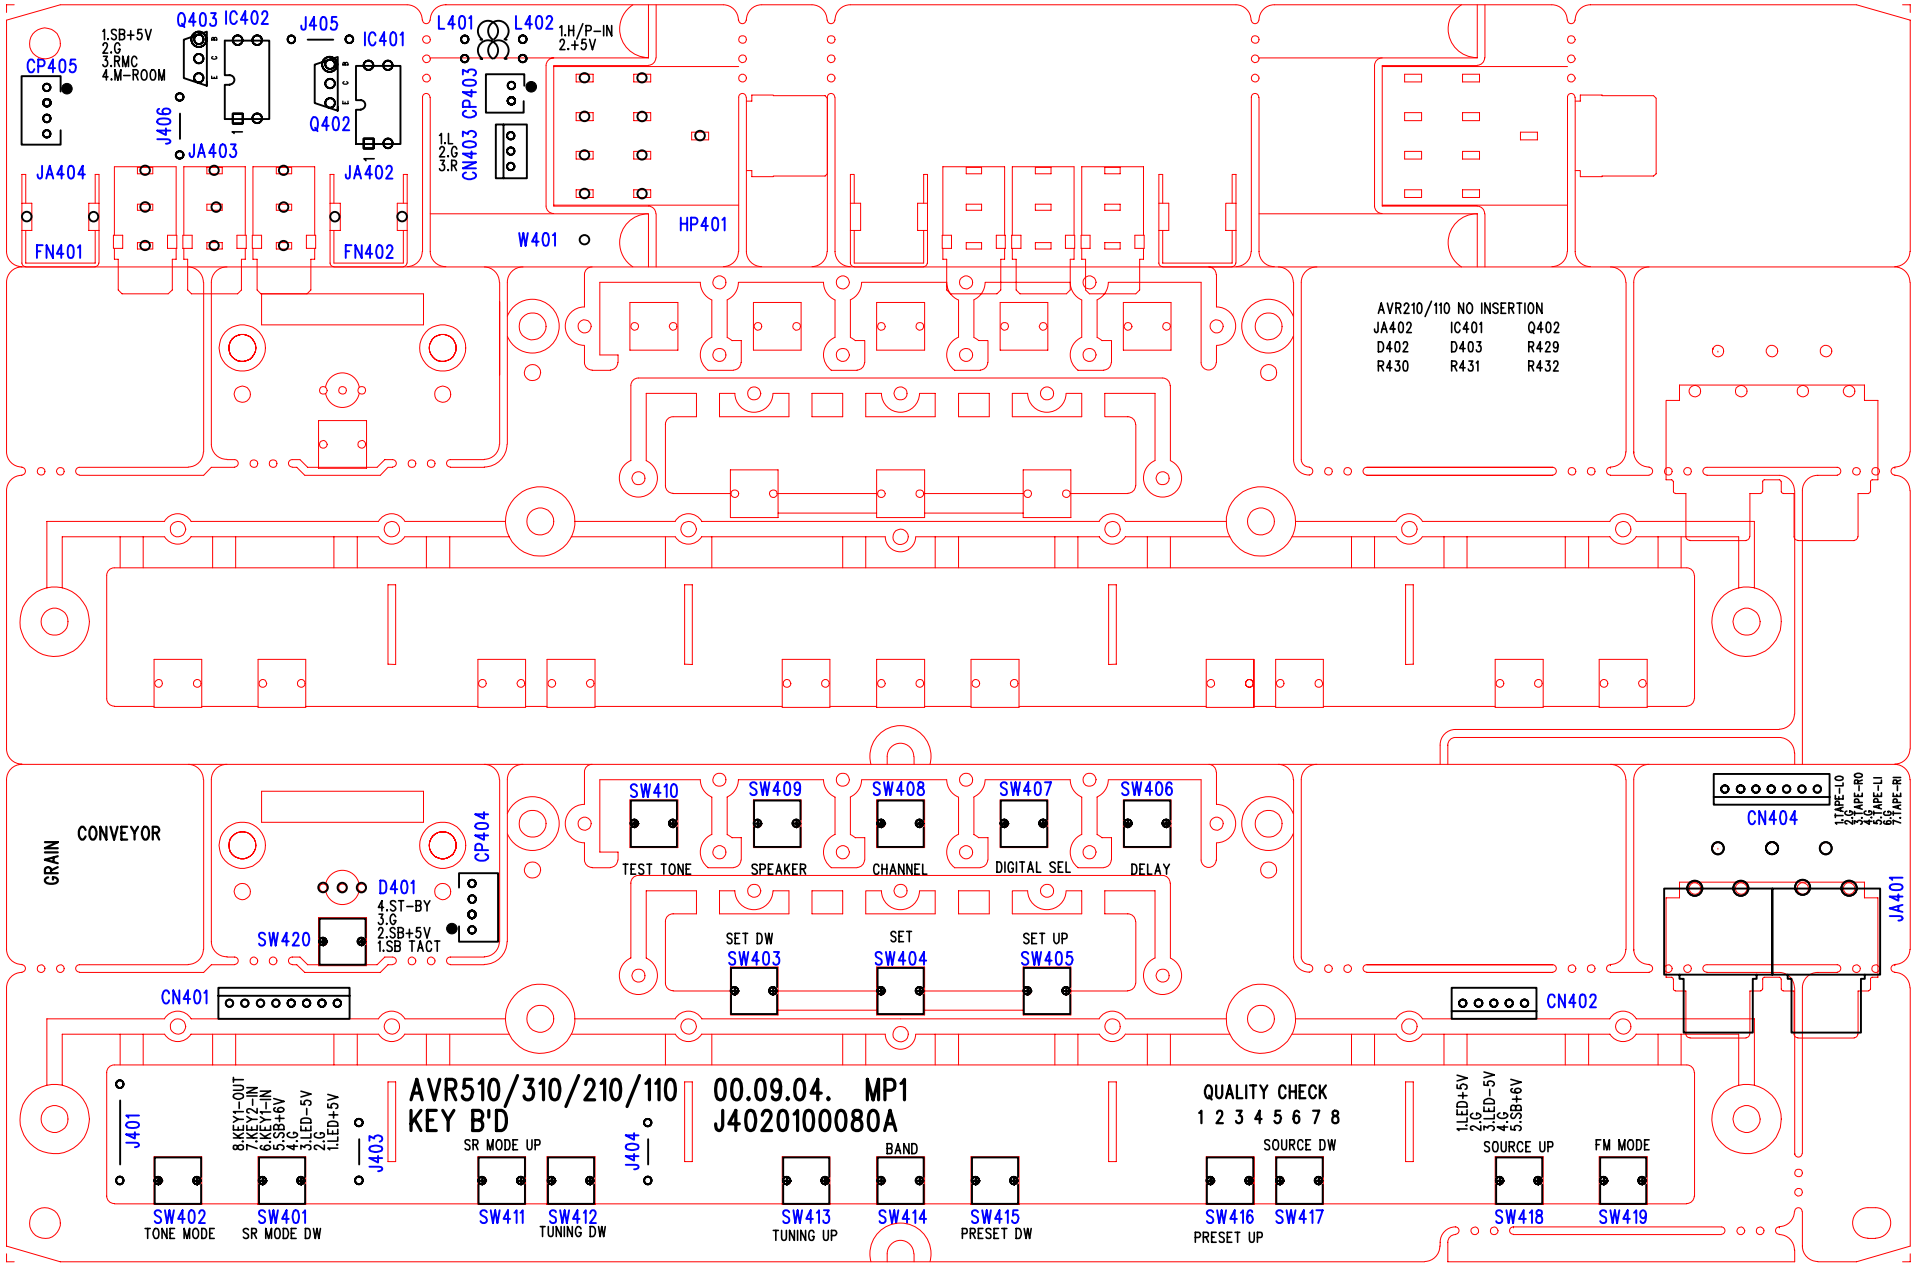 Q403 IC402
J405
IC401
L401 L402
1.H/P-IN
2.+5V
1.SB+5V
2.G
3.RMC
4.M-ROOM
CP405
B
C
E
B
C
E
J406
Q402
1
1
CP403
CN403
1.L
2.G
3.R
JA404
JA403
JA402
FN401
FN402
W401
HP401
AVR210/110 NO INSERTION
JA402 IC401 Q402
D402 D403 R429
R430 R431 R432
GRAIN
CONVEYOR
CP404
D401
4.ST-BY
3.G
2.SB+5V
1.SB TACT
SW420
SW410 SW409 SW408 SW407 SW406
TEST TONE SPEAKER CHANNEL DIGITAL SEL DELAY
SET DW SET SET UP
SW403 SW404 SW405
CN404
1.TAPE-LO
2.G
3.TAPE-RO
4.G
5.TAPE-LI
6.G
7.TAPE-RI
JA401
CN401
CN402
J401
8.KEY1-OUT
7.KEY2-IN
6.KEY1-IN
5.SB+6V
4.G
3.LED-5V
2.G
1.LED+5V
J403
AVR510/310/210/110 00.09.04. MP1
KEY B'D J4020100080A
J404
QUALITY CHECK
1 2 3 4 5 6 7 8
1.LED+5V
2.G
3.LED-5V
4.G
5.SB+6V
SR MODE UP
BAND
SOURCE DW
SOURCE UP
FM MODE
SW402 SW401 SW411 SW412 SW413 SW414 SW415 SW416 SW417 SW418 SW419
TONE MODE SR MODE DW TUNING DW TUNING UP PRESET DW PRESET UP